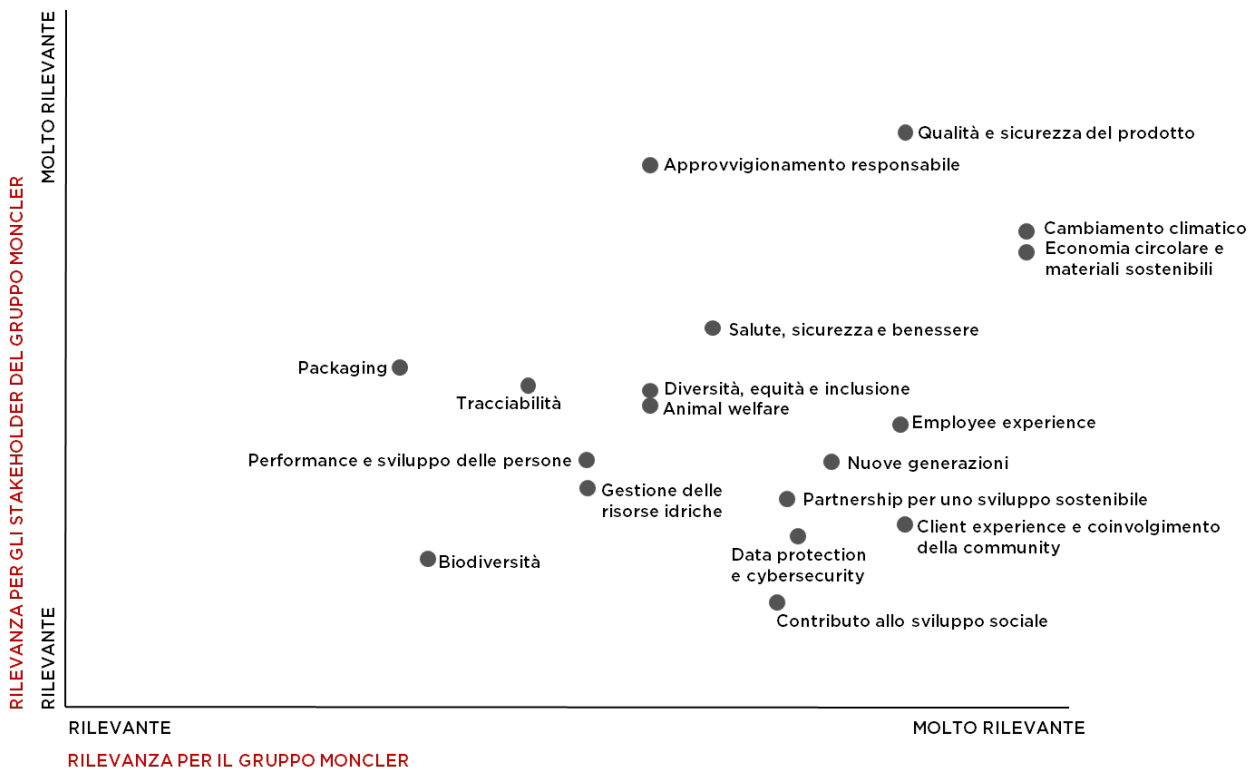 MOLTO RILEVANTE
RILEVANZA PER GLI STAKEHOLDER DEL GRUPPO MONCLER
RILEVANTE
Qualità e sicurezza del prodotto
Approvvigionamento responsabile
Cambiamento climatico
Economia circolare e
materiali sostenibili
Salute, sicurezza e benessere
Packaging
Tracciabilità
Diversità, equità e inclusione
Animal welfare
Employee experience
Performance e sviluppo delle persone
Nuove generazioni
Gestione delle
risorse idriche
Partnership per uno sviluppo sostenibile
Client experience e coinvolgimento
della community
Data protection
e cybersecurity
Biodiversità
Contributo allo sviluppo sociale
RILEVANTE
MOLTO RILEVANTE
RILEVANZA PER IL GRUPPO MONCLER